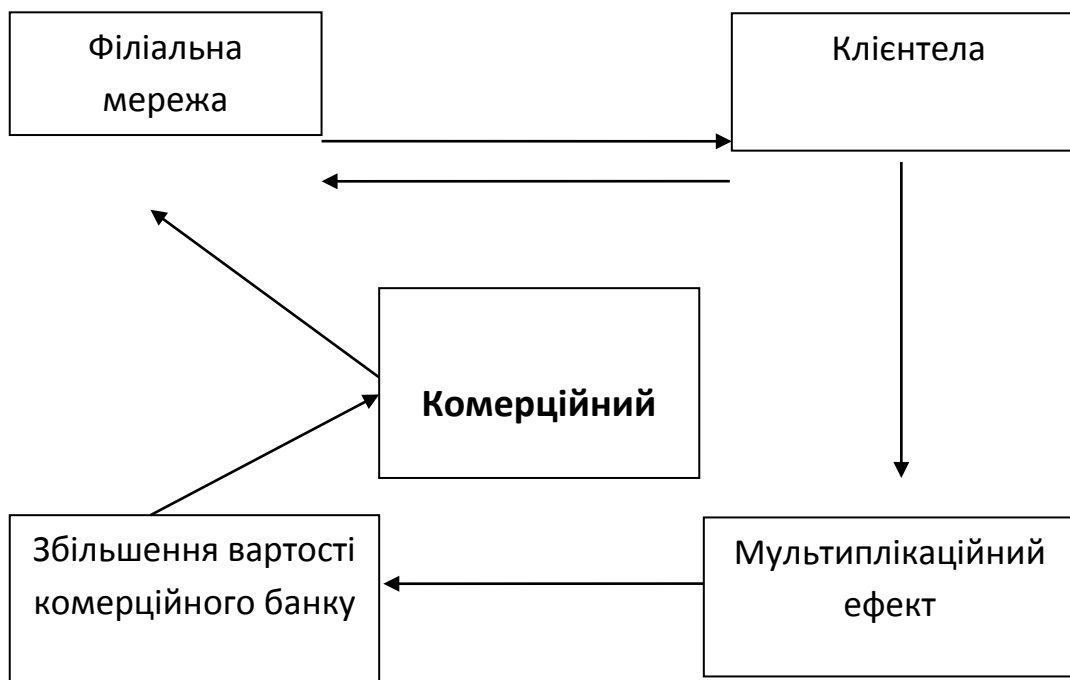 Філіальна
мережа
Клієнтела
Комерційний
Збільшення вартості
комерційного банку
Мультиплікаційний
ефект